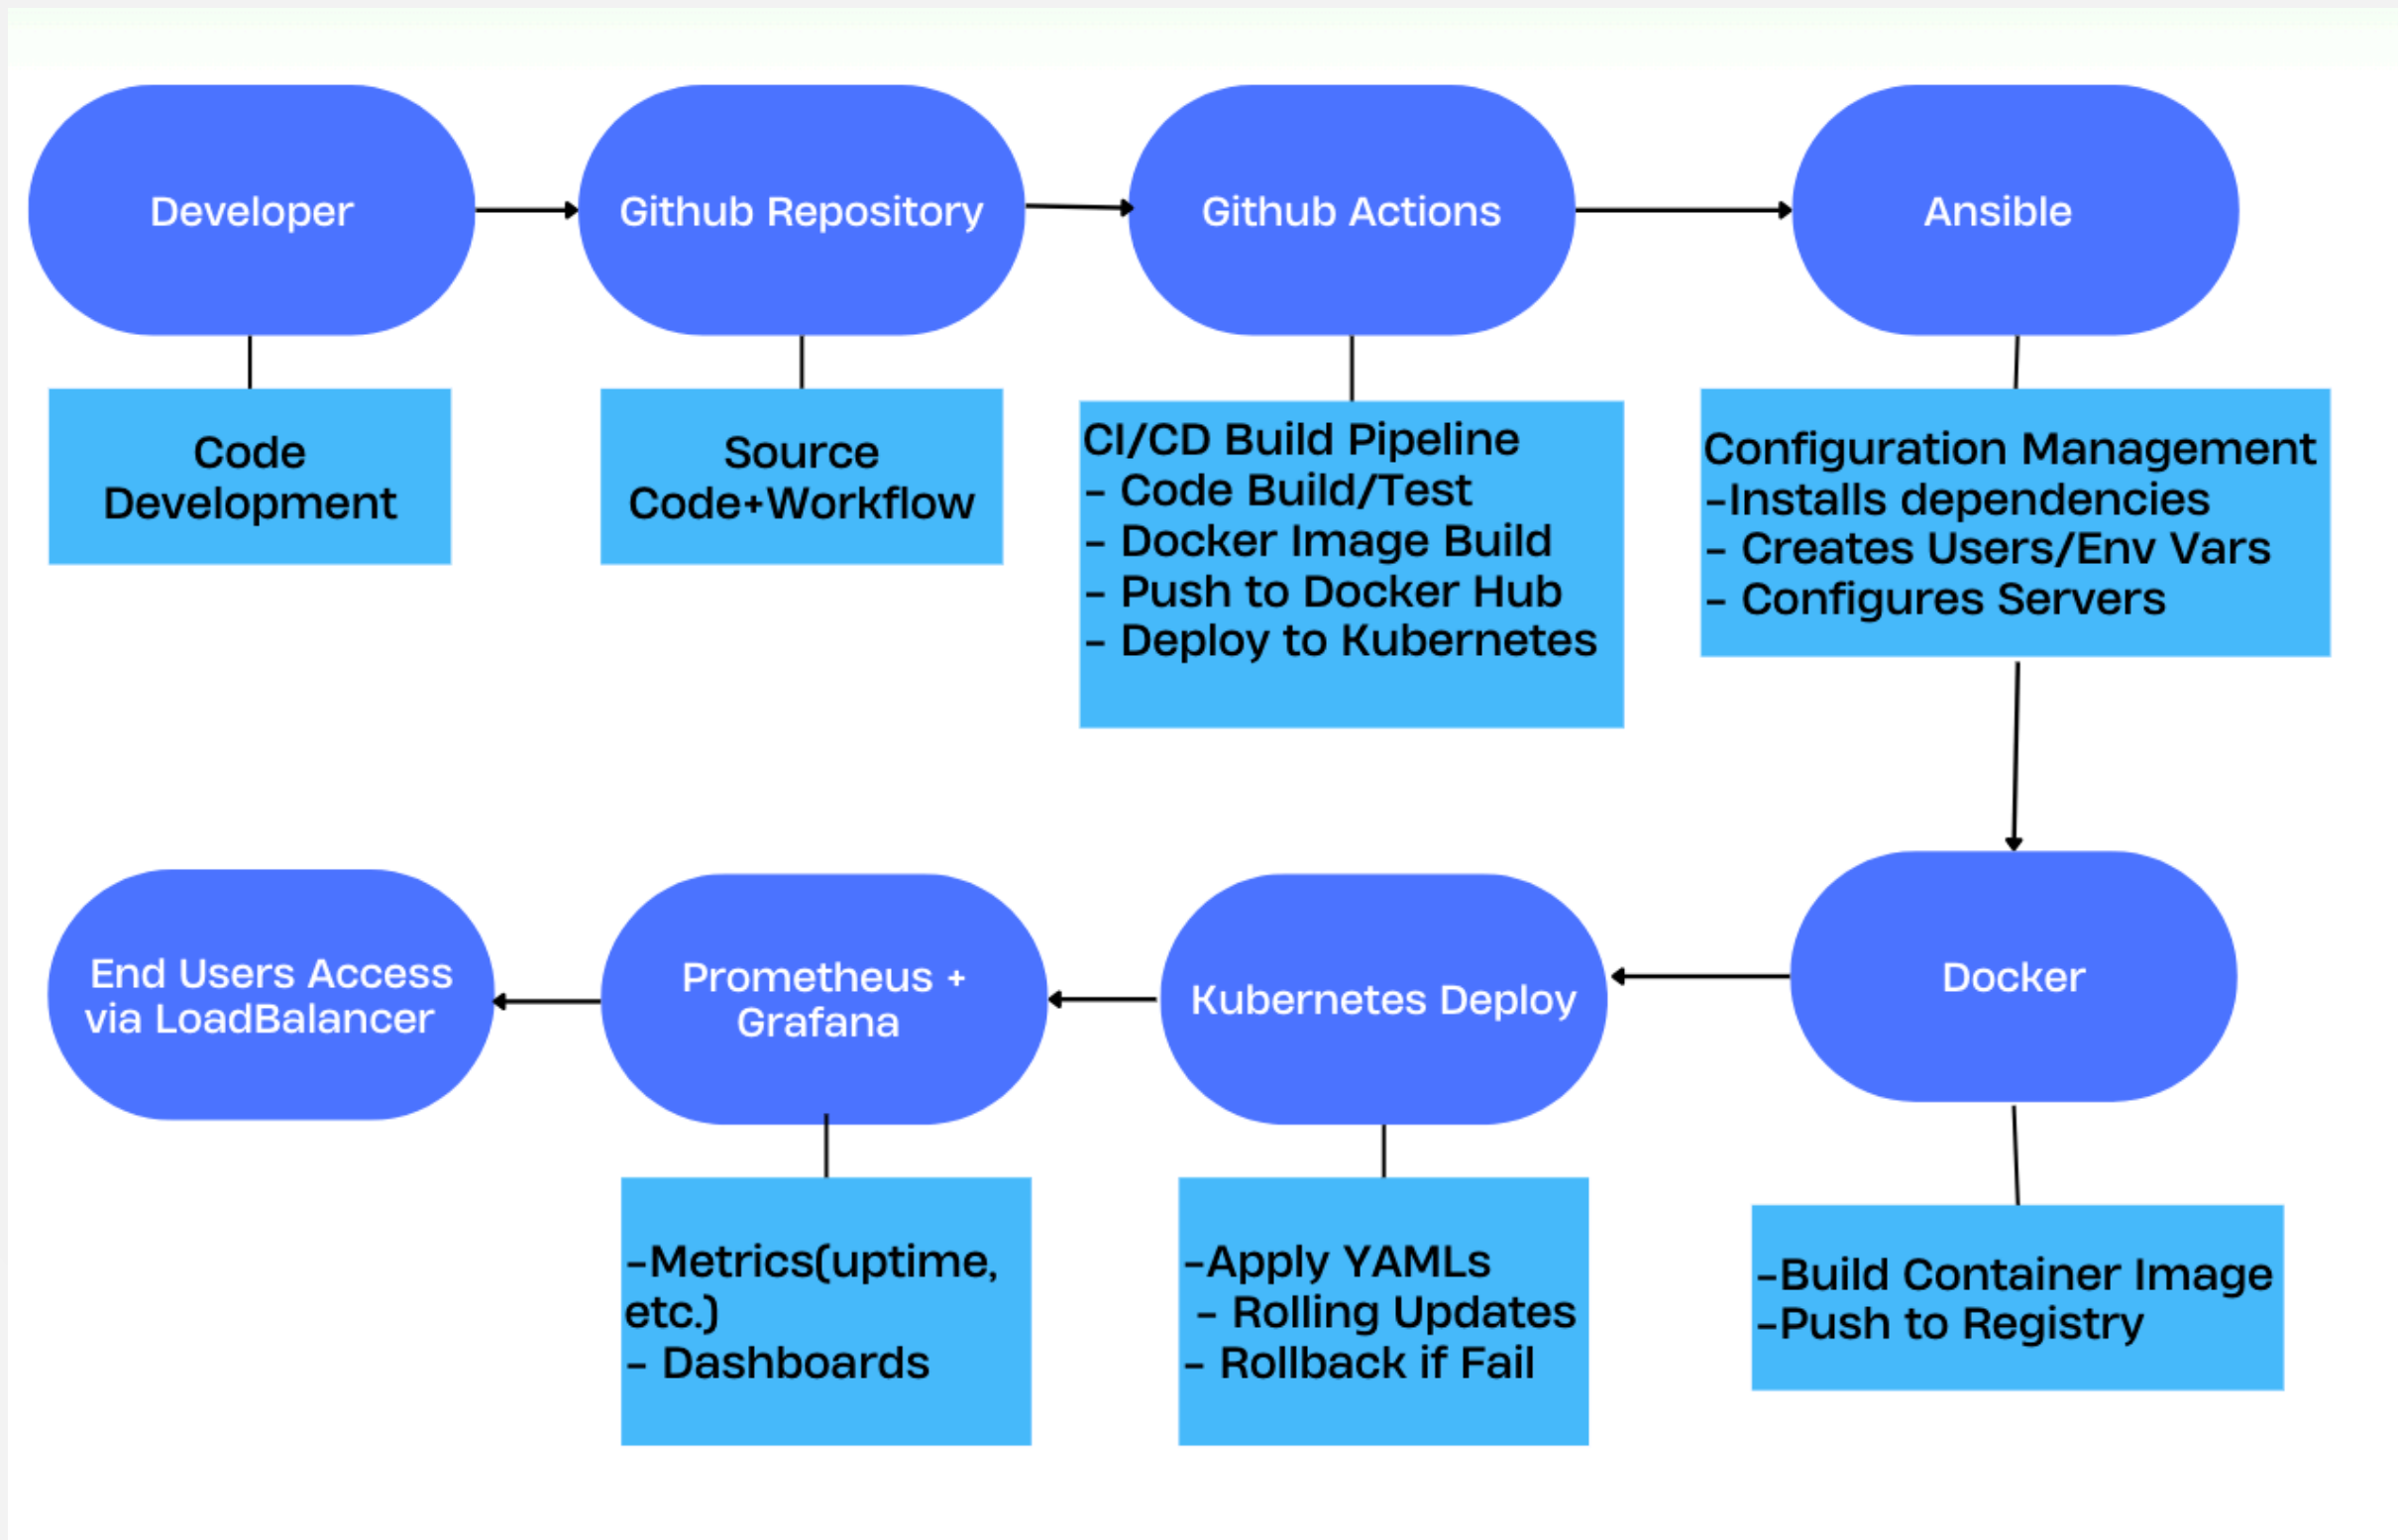 Developer
Github Repository
Github Actions
Ansible
Code
Development
Source
Code+Workflow
CI/CD Build Pipeline
- Code Build/Test
- Docker Image Build
- Push to Docker Hub
- Deploy to Kubernetes
Configuration Management
-Installs dependencies
- Creates Users/Env Vars
- Configures Servers
End Users Access
via LoadBalancer
Prometheus +
Grafana
Kubernetes Deploy
Docker
-Metrics(uptime,
etc.)
- Dashboards
-Apply YAMLs
- Rolling Updates
- Rollback if Fail
-Build Container Image
-Push to Registry